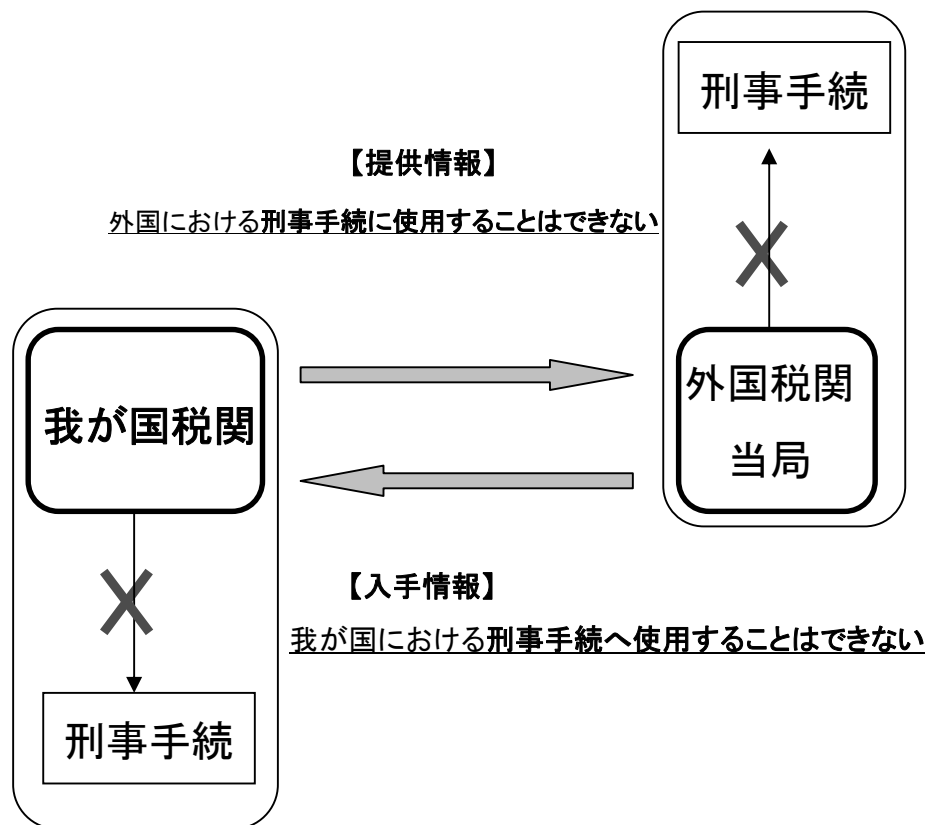 刑事手続
【提供情報】
外国における刑事手続に使用することはできない
外国税関
当局
我が国税関
【入手情報】
我が国における刑事手続へ使用することはできない
刑事手続